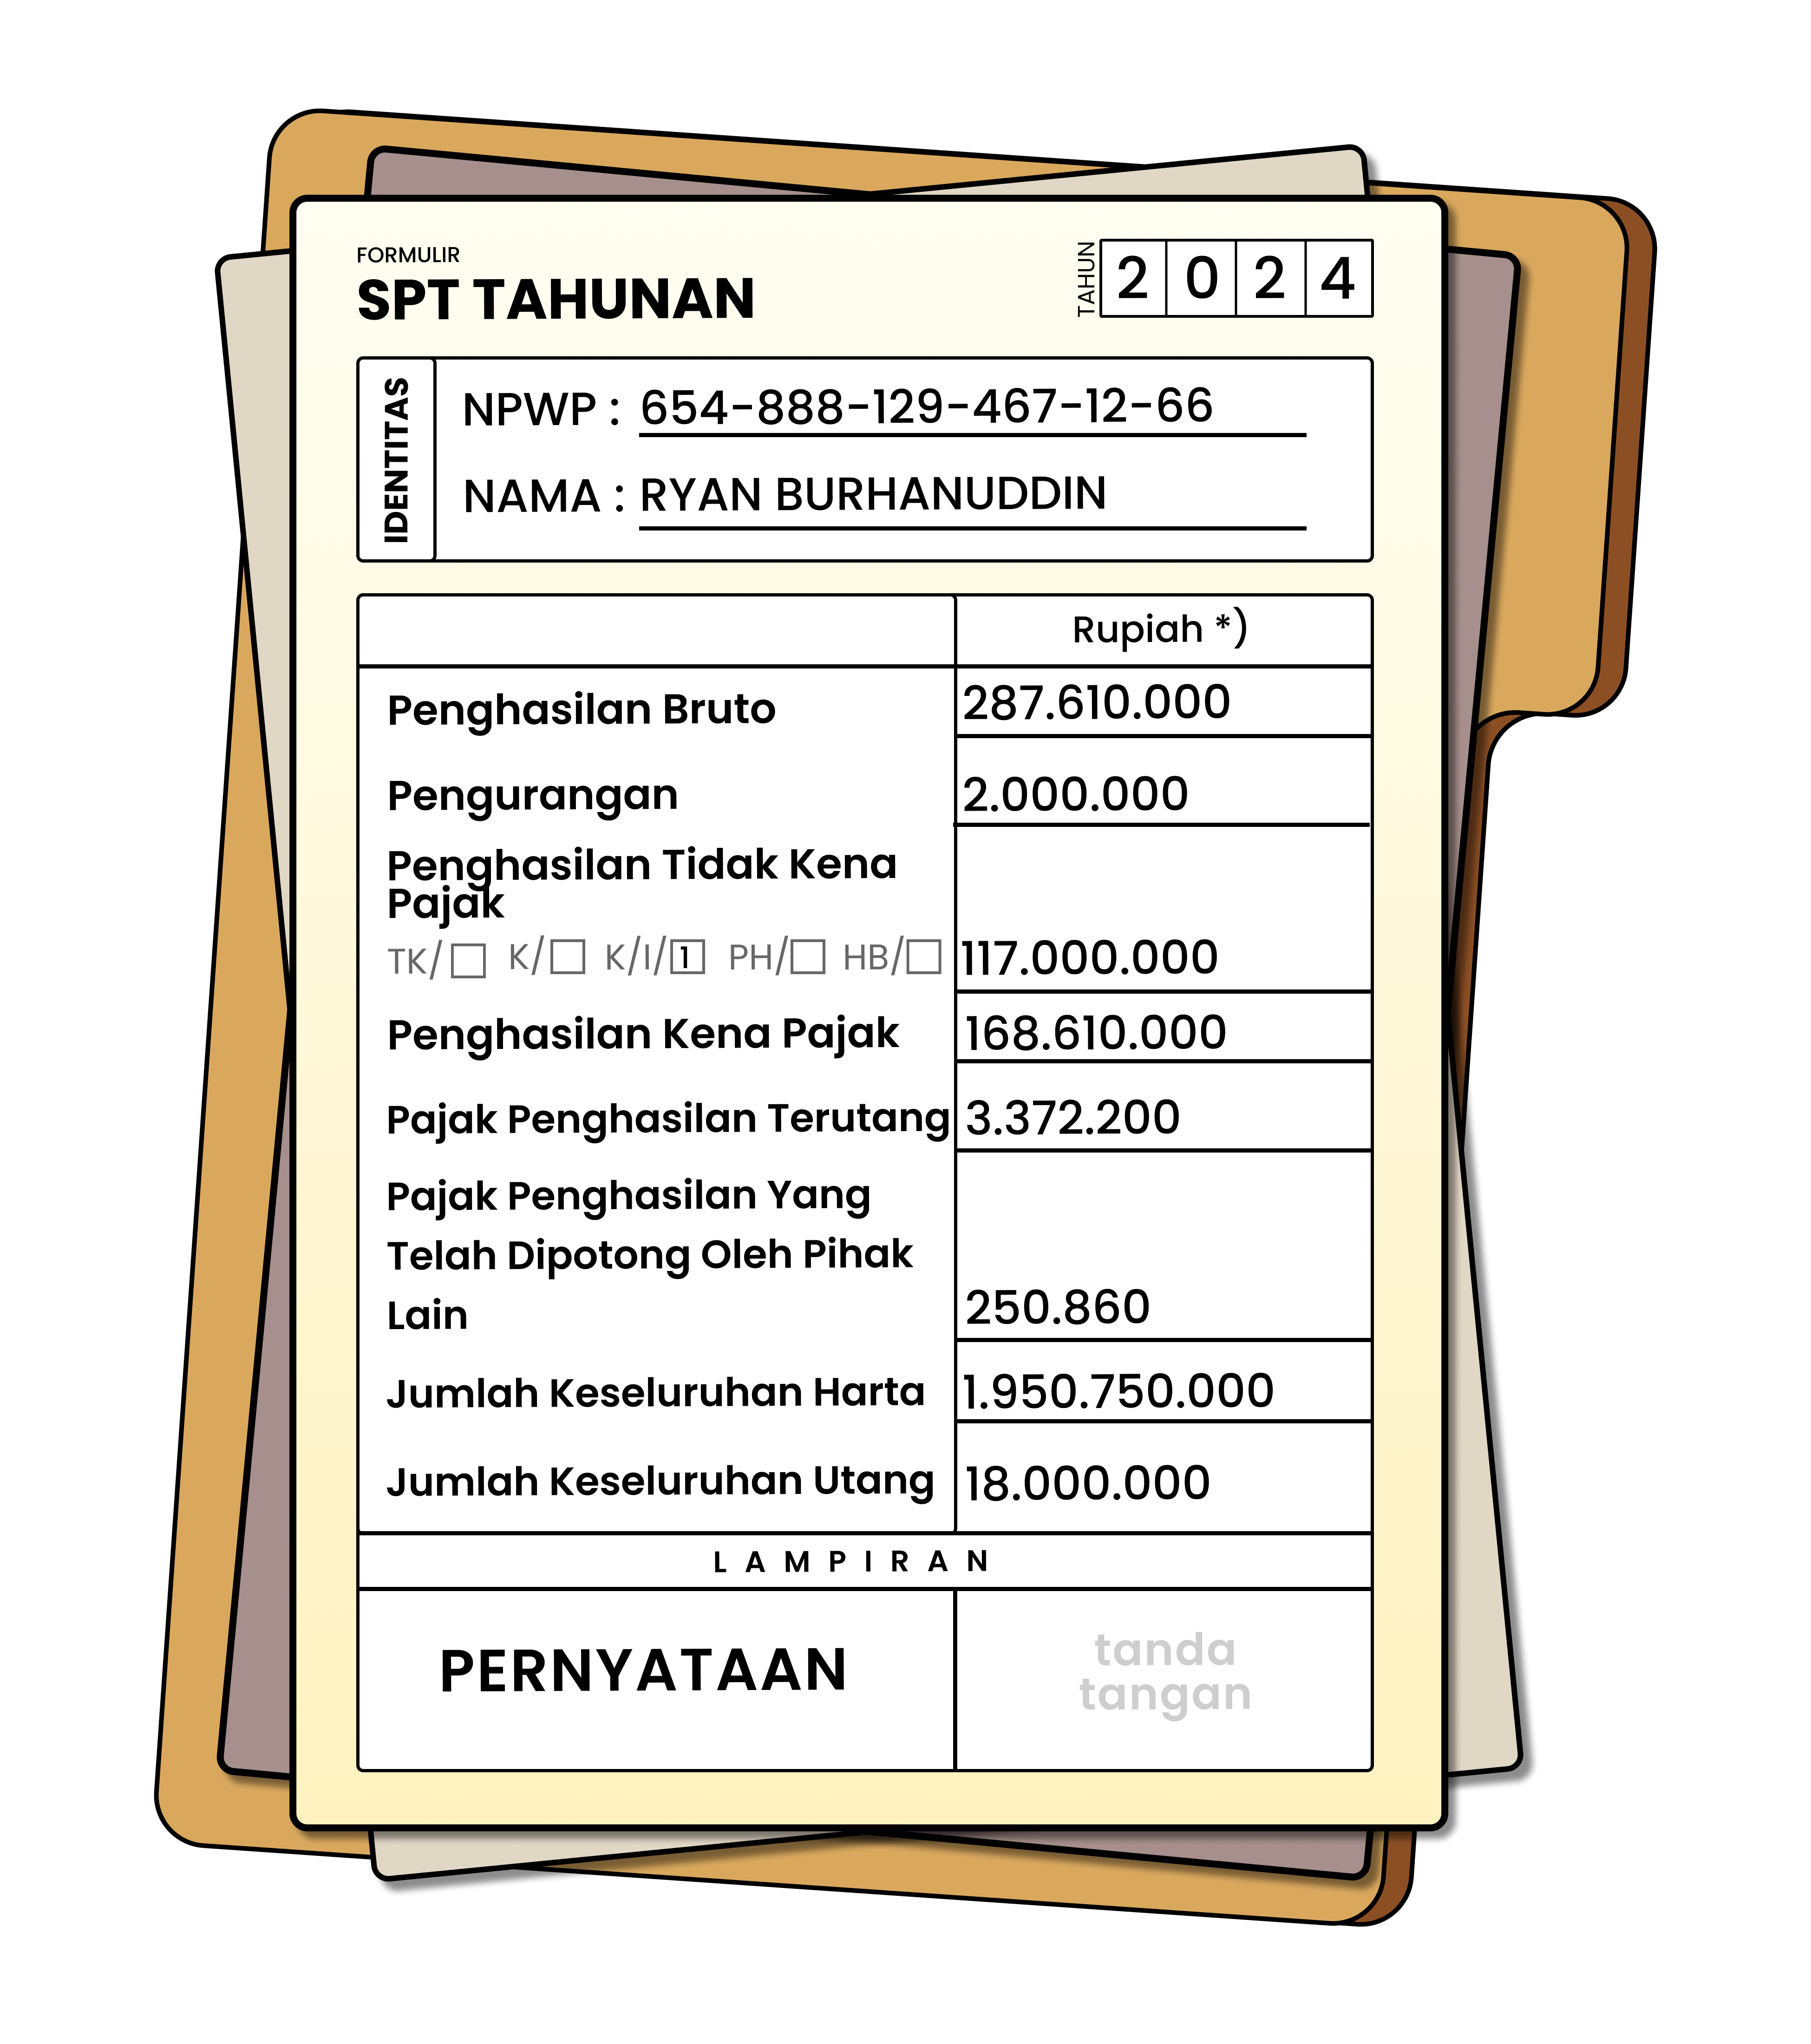 FORMULIR
SPT TAHUNAN
TAHUN 2 0 2 4
IDENTITAS
NPWP : 654-888-129-467-12-66
NAMA : RYAN BURHANUDDIN
Rupiah *)
Penghasilan Bruto 287.610.000
Pengurangan 2.000.000
Penghasilan Tidak Kena
Pajak
TK/ K/ K/I/1 PH/ HB/ 117.000.000
Penghasilan Kena Pajak 168.610.000
Pajak Penghasilan Terutang 3.372.200
Pajak Penghasilan Yang
Telah Dipotong Oleh Pihak
Lain 250.860
Jumlah Keseluruhan Harta 1.950.750.000
Jumlah Keseluruhan Utang 18.000.000
LAMPIRAN
PERNYATAAN
tanda
tangan